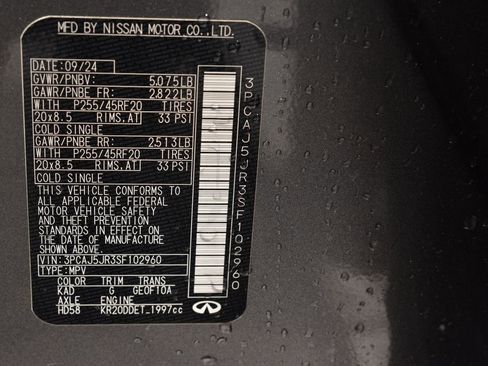 MFD BY NISSAN MOTOR CO.,LTD.
DATE: 09/24
GVWR/PNBV: 5,075LB
GAWR/PNBE FR: 2,822LB
WITH P255/45RF20 TIRES
20x8.5 RIMS.AT 33 PSI
COLD SINGLE
GAWR/PNBE RR: 2,513LB
WITH P255/45RF20 TIRES
20x8.5 RIMS.AT 33 PSI
COLD SINGLE
THIS VEHICLE CONFORMS TO
ALL APPLICABLE FEDERAL
MOTOR VEHICLE SAFETY
AND THEFT PREVENTION
STANDARDS IN EFFECT ON
THE DATE OF MANUFACTURE
SHOWN ABOVE.
VIN: 3PCAJ5JR3SF102960
TYPE: MPV
COLOR TRIM TRANS
KAD G GE0F10A
AXLE ENGINE
HD58 KR20DDET_1997cc
INFINITI
3PCAJ5JR3SF102960